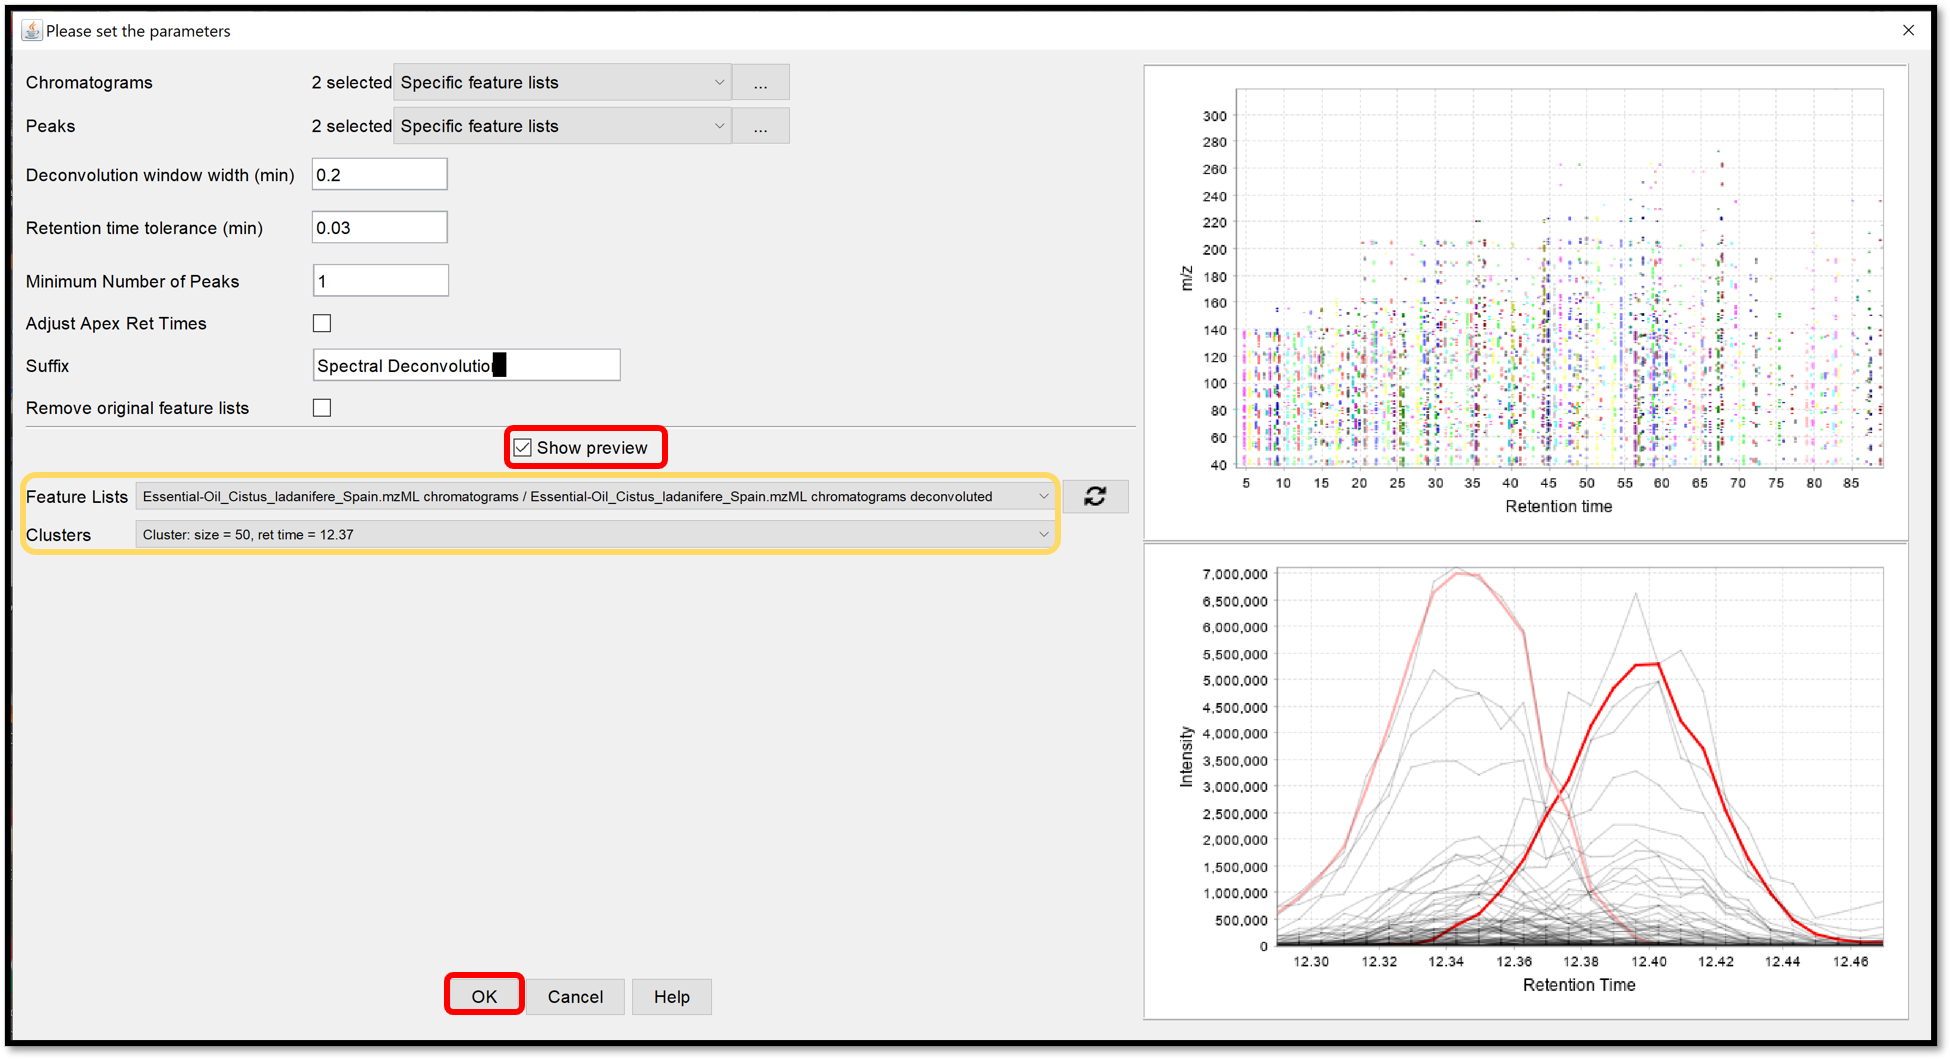 Please set the parameters
Chromatograms 2 selected Specific feature lists ...
Peaks 2 selected Specific feature lists ...
Deconvolution window width (min) 0.2
Retention time tolerance (min) 0.03
Minimum Number of Peaks 1
Adjust Apex Ret Times
Suffix Spectral Deconvolution
Remove original feature lists
Show preview
Feature Lists Essential-Oil_Cistus_ladanifere_Spain.mzML chromatograms / Essential-Oil_Cistus_ladanifere_Spain.mzML chromatograms deconvoluted
Clusters Cluster: size = 50, ret time = 12.37
OK Cancel Help
300
280
260
240
220
200
180
160
140
120
100
80
60
40
m/z
5 10 15 20 25 30 35 40 45 50 55 60 65 70 75 80 85
Retention time
7,000,000
6,500,000
6,000,000
5,500,000
5,000,000
4,500,000
4,000,000
3,500,000
3,000,000
2,500,000
2,000,000
1,500,000
1,000,000
500,000
0
Intensity
12.30 12.32 12.34 12.36 12.38 12.40 12.42 12.44 12.46
Retention Time